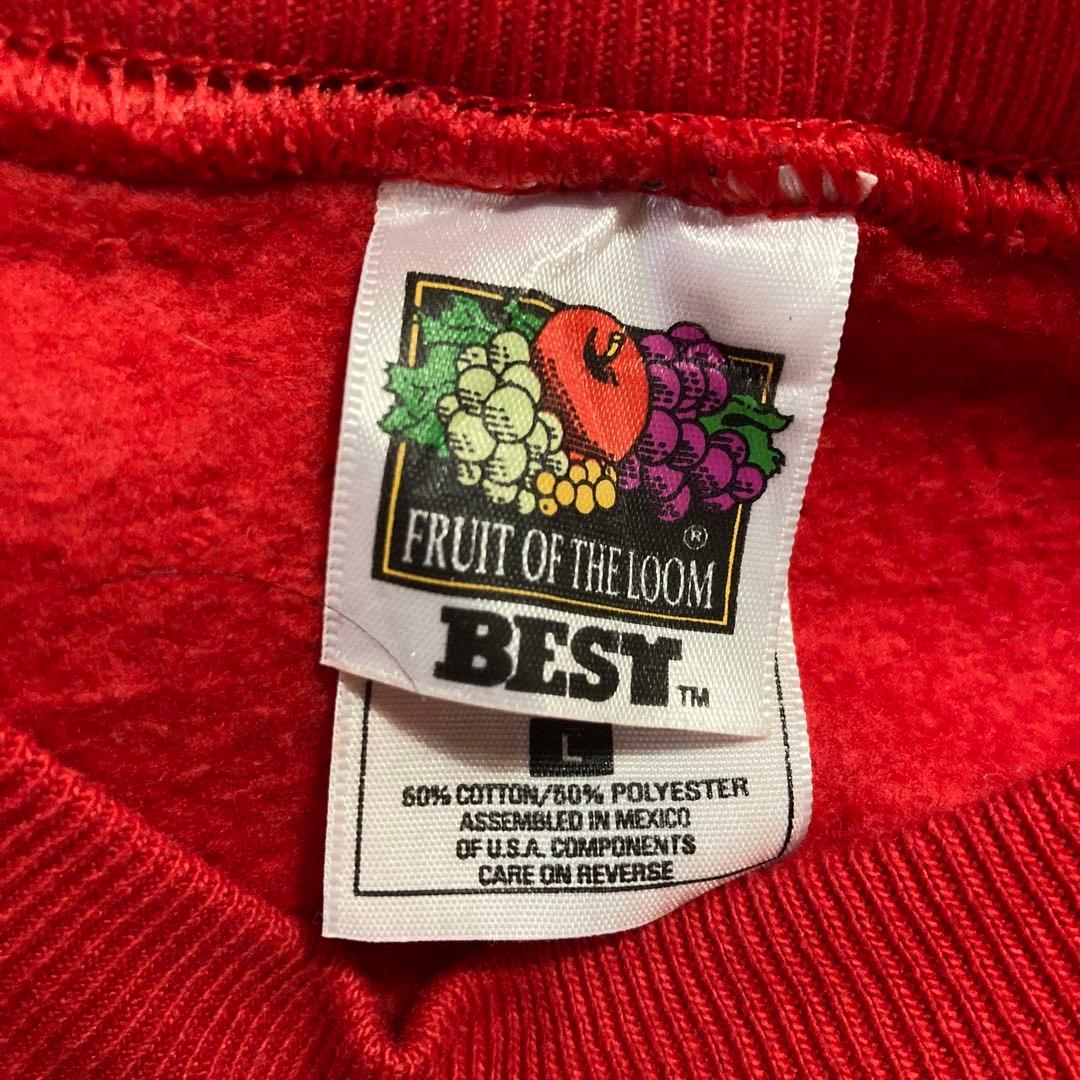 FRUIT OF THE LOOM ®
BEST™
L
50% COTTON/50% POLYESTER
ASSEMBLED IN MEXICO
OF U.S.A. COMPONENTS
CARE ON REVERSE